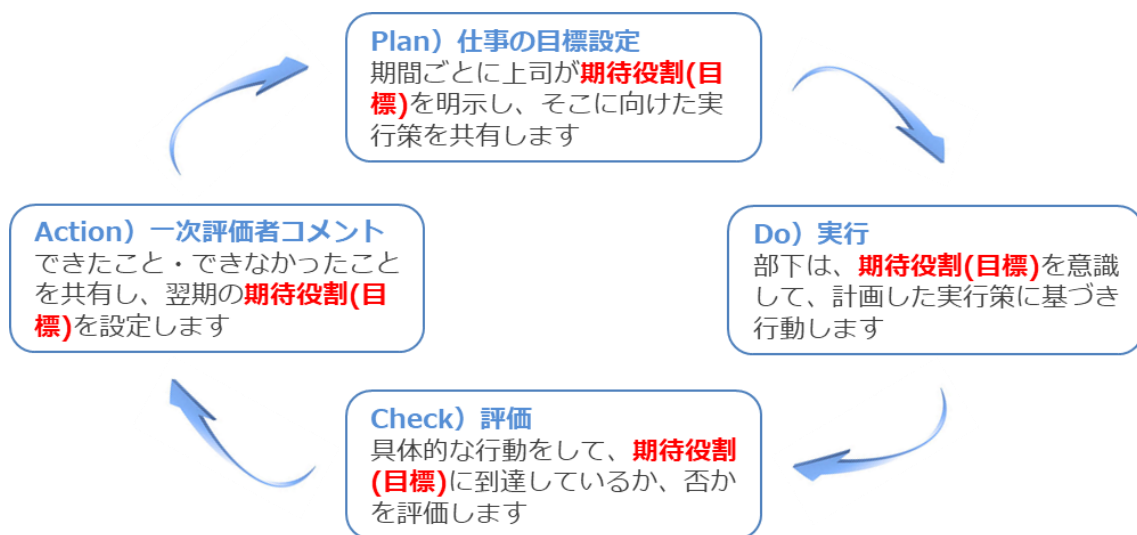 Plan）仕事の目標設定
期間ごとに上司が期待役割(目
標)を明示し、そこに向けた実
行策を共有します
Do）実行
部下は、期待役割(目標)を意識
して、計画した実行策に基づき
行動します
Check）評価
具体的な行動をして、期待役割
(目標)に到達しているか、否か
を評価します
Action）一次評価者コメント
できたこと・できなかったこと
を共有し、翌期の期待役割(目
標)を設定します